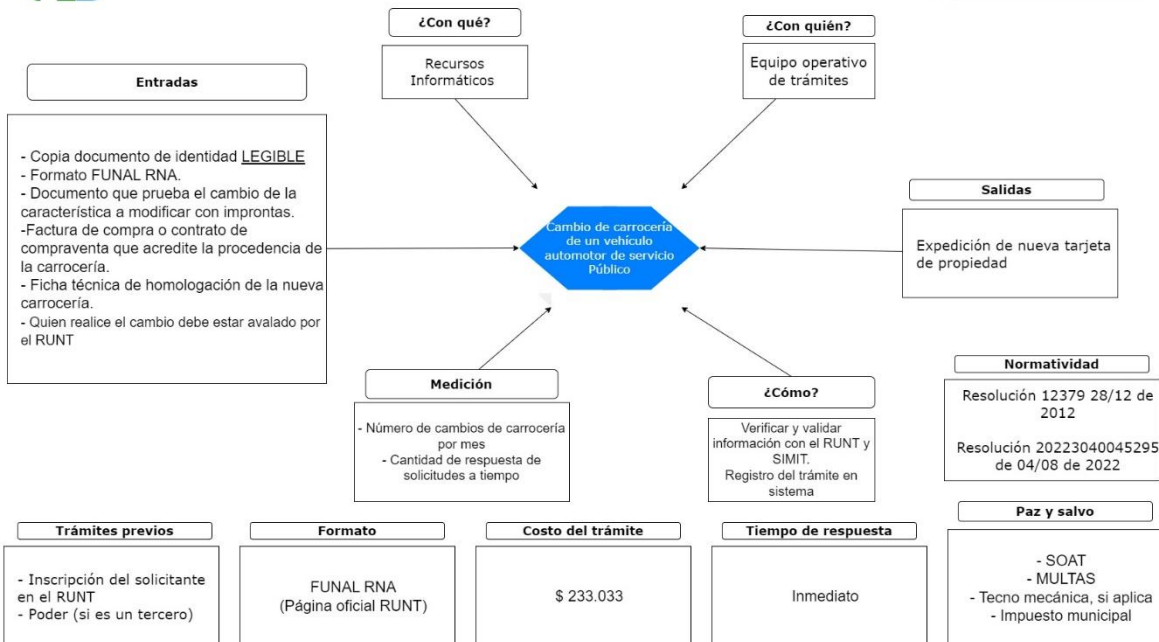 ¿Con qué?
Recursos
Informáticos
¿Con quién?
Equipo operativo
de trámites
Entradas
- Copia documento de identidad LEGIBLE
- Formato FUNAL RNA.
- Documento que prueba el cambio de la
característica a modificar con improntas.
-Factura de compra o contrato de
compraventa que acredite la procedencia de
la carrocería.
- Ficha técnica de homologación de la nueva
carrocería.
- Quien realice el cambio debe estar avalado por
el RUNT
Cambio de carrocería
de un vehículo
automotor de servicio
Público
Salidas
Expedición de nueva tarjeta
de propiedad
Medición
- Número de cambios de carrocería
por mes
- Cantidad de respuesta de
solicitudes a tiempo
¿Cómo?
Verificar y validar
información con el RUNT y
SIMIT.
Registro del trámite en
sistema
Normatividad
Resolución 12379 28/12 de
2012
Resolución 20223040045295
de 04/08 de 2022
Trámites previos
- Inscripción del solicitante
en el RUNT
- Poder (si es un tercero)
Formato
FUNAL RNA
(Página oficial RUNT)
Costo del trámite
$ 233.033
Tiempo de respuesta
Inmediato
Paz y salvo
- SOAT
- MULTAS
- Tecno mecánica, si aplica
- Impuesto municipal